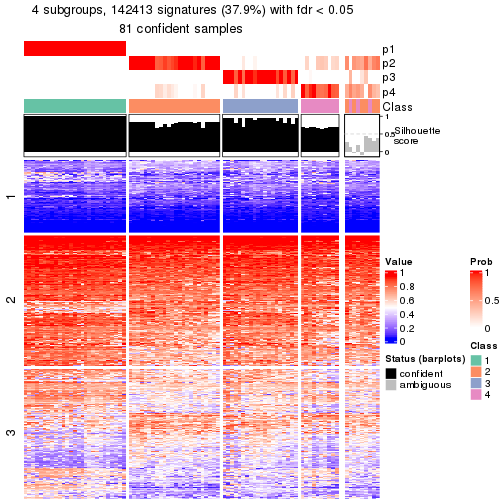 4 subgroups, 142413 signatures (37.9%) with fdr < 0.05
81 confident samples
p1
p2
p3
p4
Class
1
0.5
0
Silhouette
score
1
2
3
Value
1
0.8
0.6
0.4
0.2
0
Prob
1
0.5
0
Status (barplots)
confident
ambiguous
Class
1
2
3
4